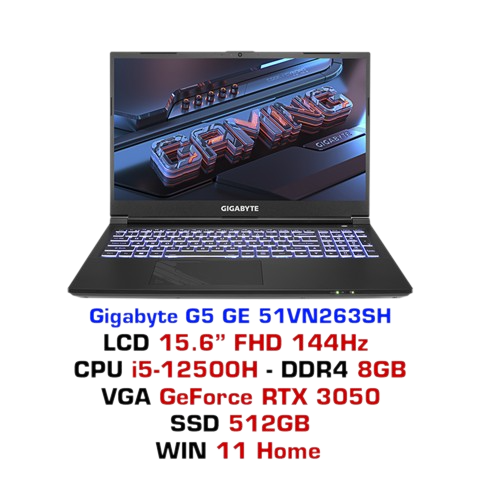 GAMING
GIGABYTE
Gigabyte G5 GE 51VN263SH
LCD 15.6” FHD 144Hz
CPU i5-12500H - DDR4 8GB
VGA GeForce RTX 3050
SSD 512GB
WIN 11 Home